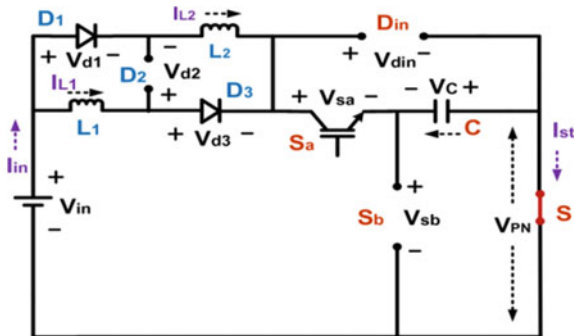 D1 IL2 Din
+ Vd1 - - Vd2 L2 + Vdin -
IL1 D2 D3 + Vsa - - VC +
L1 + + Vd3 - Sa C Ist
Iin + Vin - Sb + Vsb - VPN S